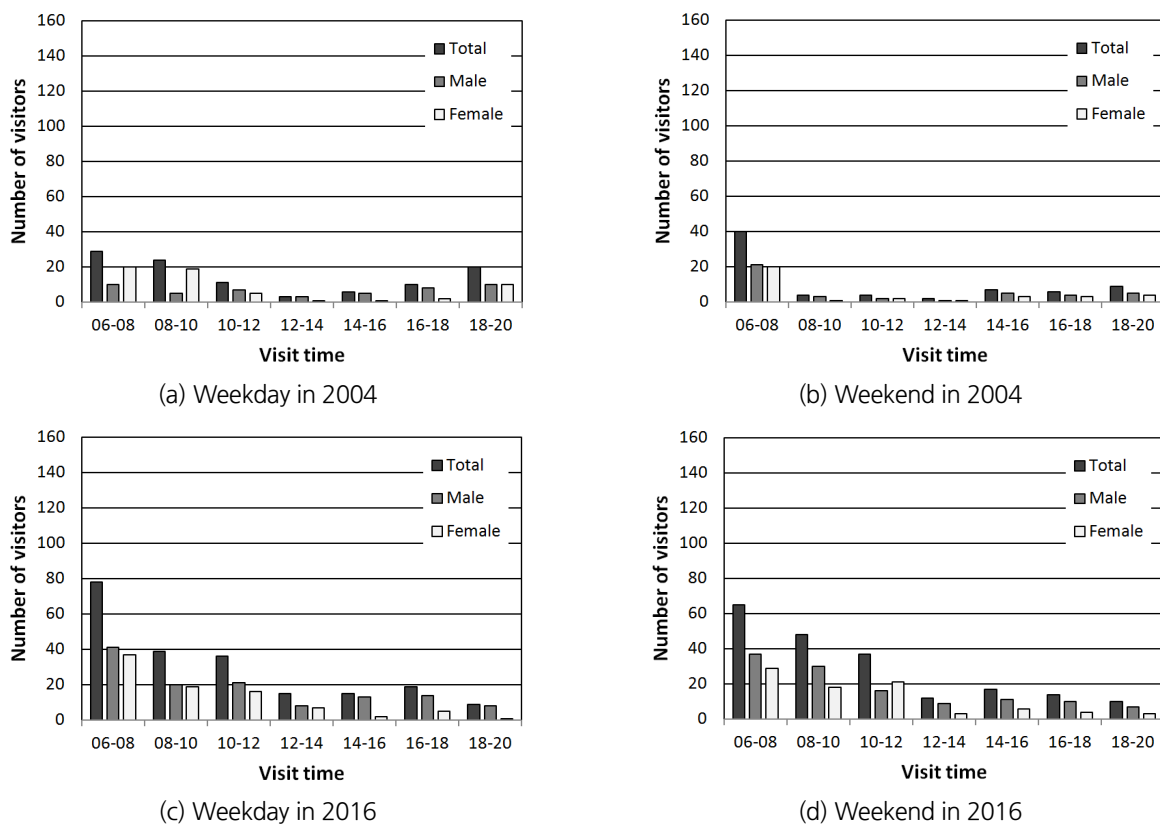 160
140
120
100
80
60
40
20
0
Number of visitors
Total
Male
Female
06-08 08-10 10-12 12-14 14-16 16-18 18-20
Visit time
(a) Weekday in 2004
160
140
120
100
80
60
40
20
0
Number of visitors
Total
Male
Female
06-08 08-10 10-12 12-14 14-16 16-18 18-20
Visit time
(b) Weekend in 2004
160
140
120
100
80
60
40
20
0
Number of visitors
Total
Male
Female
06-08 08-10 10-12 12-14 14-16 16-18 18-20
Visit time
(c) Weekday in 2016
160
140
120
100
80
60
40
20
0
Number of visitors
Total
Male
Female
06-08 08-10 10-12 12-14 14-16 16-18 18-20
Visit time
(d) Weekend in 2016